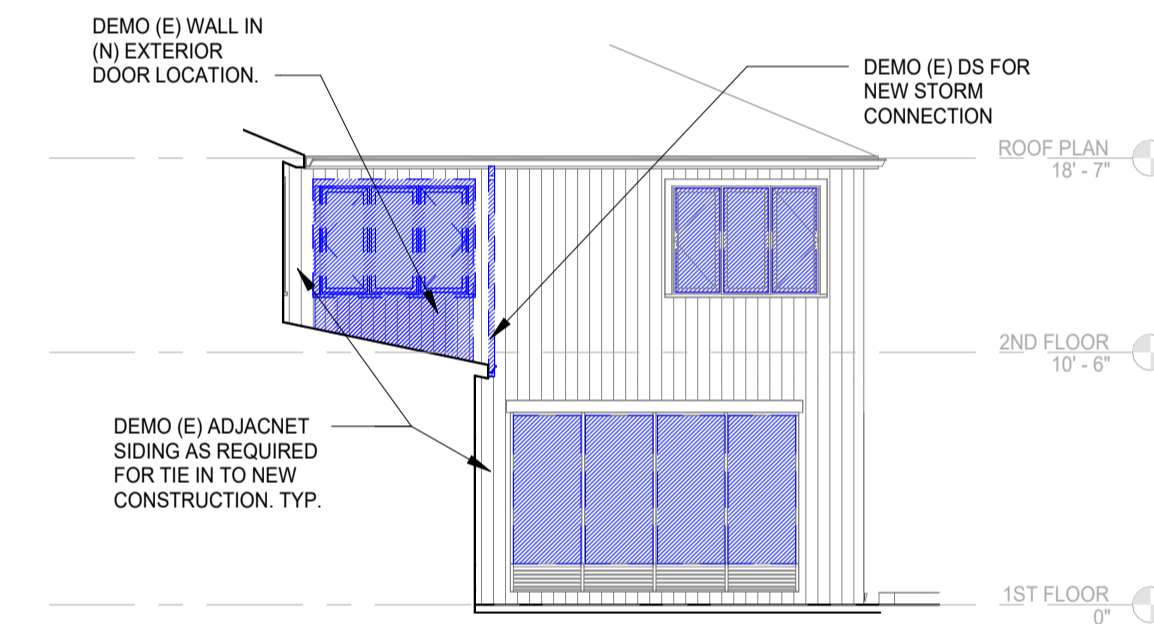 DEMO (E) WALL IN
(N) EXTERIOR
DOOR LOCATION.
DEMO (E) DS FOR
NEW STORM
CONNECTION
ROOF PLAN
18' - 7"
2ND FLOOR
10' - 6"
DEMO (E) ADJACNET
SIDING AS REQUIRED
FOR TIE IN TO NEW
CONSTRUCTION. TYP.
1ST FLOOR
0"